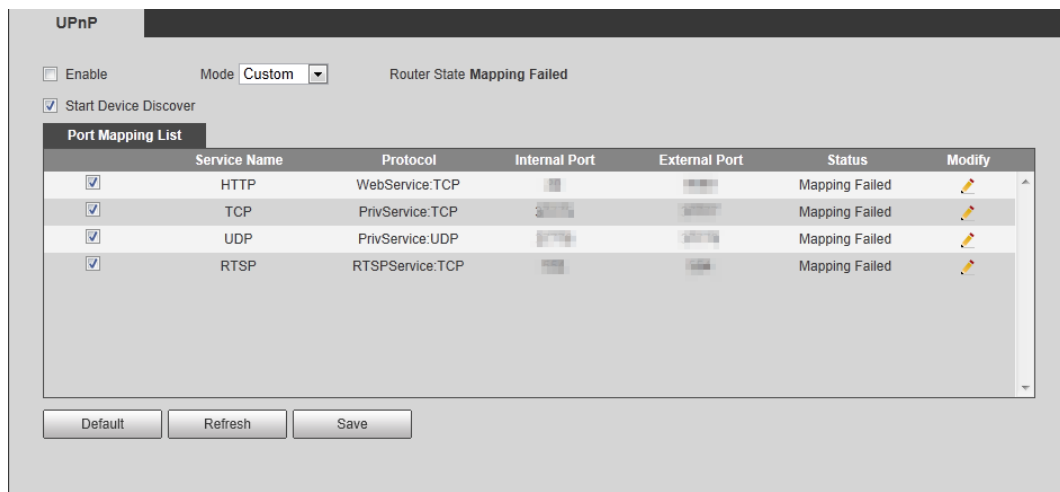 UPnP
Enable Mode Custom Router State Mapping Failed
Start Device Discover
Port Mapping List
Service Name Protocol Internal Port External Port Status Modify
HTTP WebService:TCP Mapping Failed
TCP PrivService:TCP Mapping Failed
UDP PrivService:UDP Mapping Failed
RTSP RTSPService:TCP Mapping Failed
Default Refresh Save